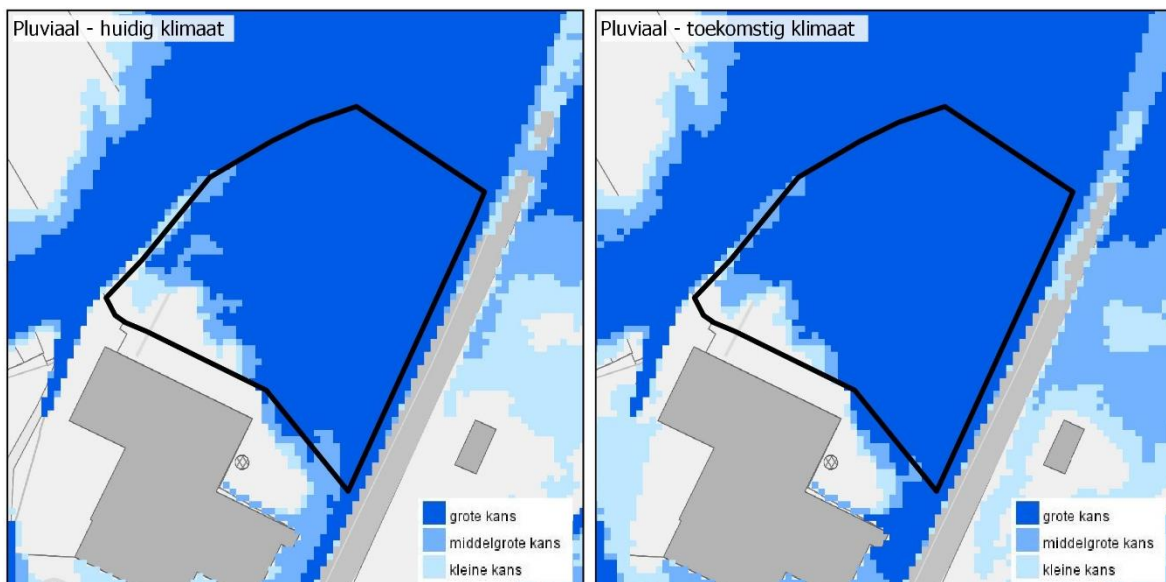 Pluviaal - huidig klimaat
grote kans
middelgrote kans
kleine kans
Pluviaal - toekomstig klimaat
grote kans
middelgrote kans
kleine kans